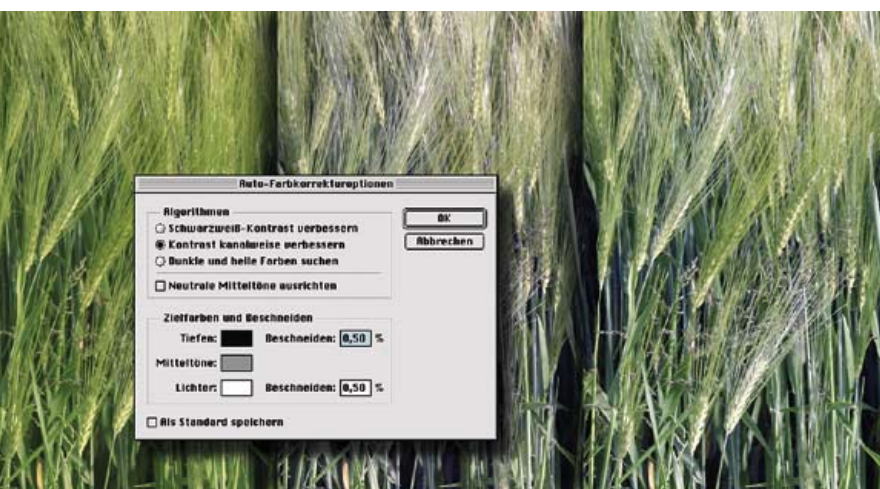 Auto-Farbkorrekturoptionen
Algorithmen
Schwarzweiß-Kontrast verbessern
Kontrast kanalweise verbessern
Dunkle und helle Farben suchen
Neutrale Mitteltöne ausrichten
OK
Abbrechen
Zielfarben und Beschneiden
Tiefen: Beschneiden: 0,50 %
Mitteltöne:
Lichter: Beschneiden: 0,50 %
Als Standard speichern